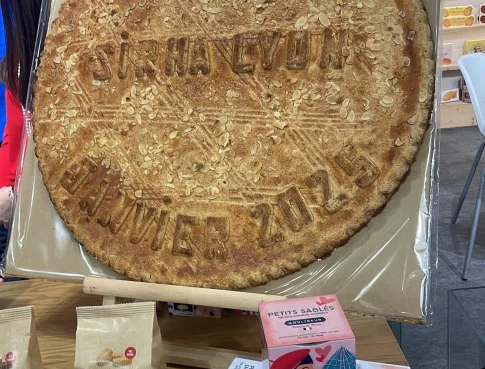 SIRHA LYON
JANVIER 2025
PETITS SABLÉS